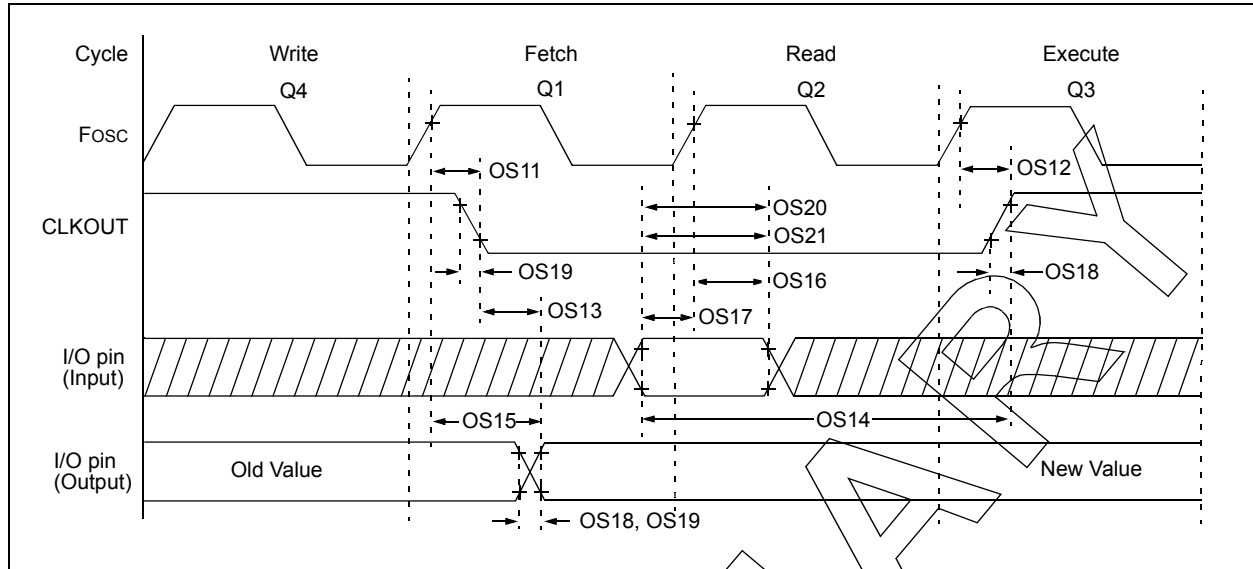 Cycle Write Fetch Read Execute
Q4 Q1 Q2 Q3
FOSC
OS11 OS12
OS20
CLKOUT
OS21
OS19 OS18
OS16
OS13 OS17
I/O pin
(Input)
OS15 OS14
I/O pin
(Output)
Old Value New Value
OS18, OS19